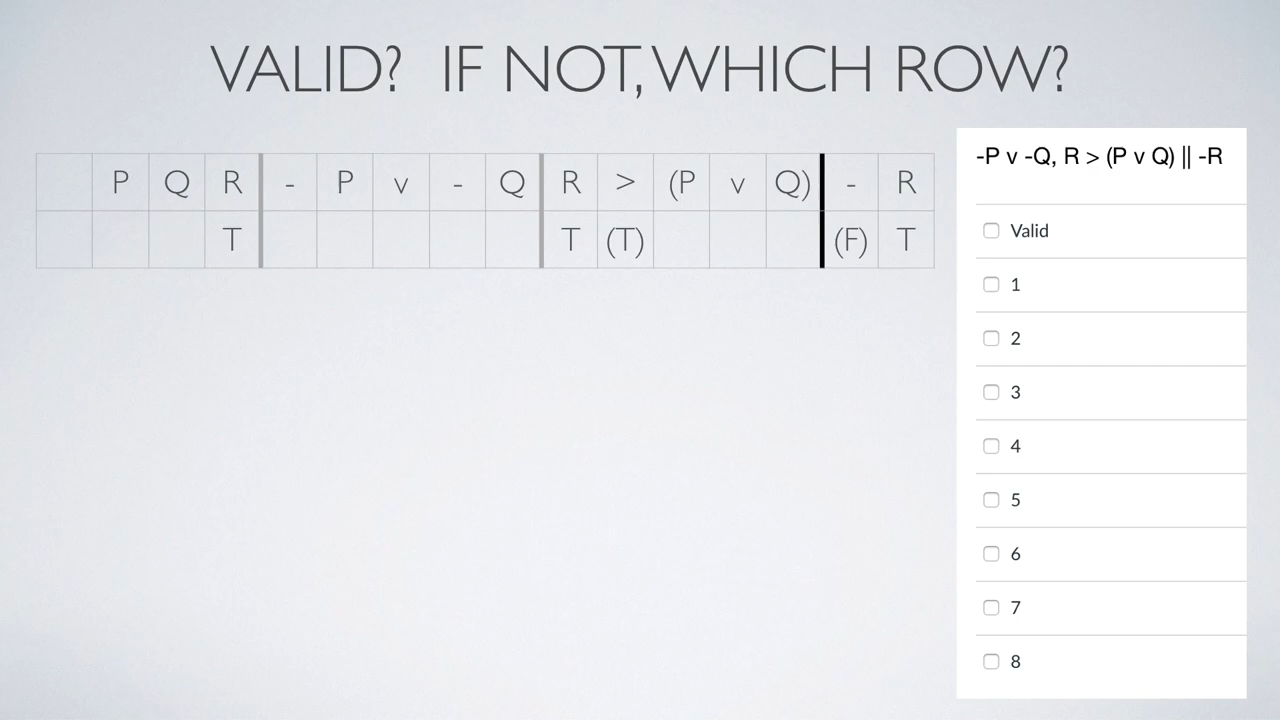 VALID? IF NOT, WHICH ROW?
P Q R - P v - Q R > (P v Q) - R
T T (T) (F) T
-P v -Q, R > (P v Q) || -R
Valid
1
2
3
4
5
6
7
8